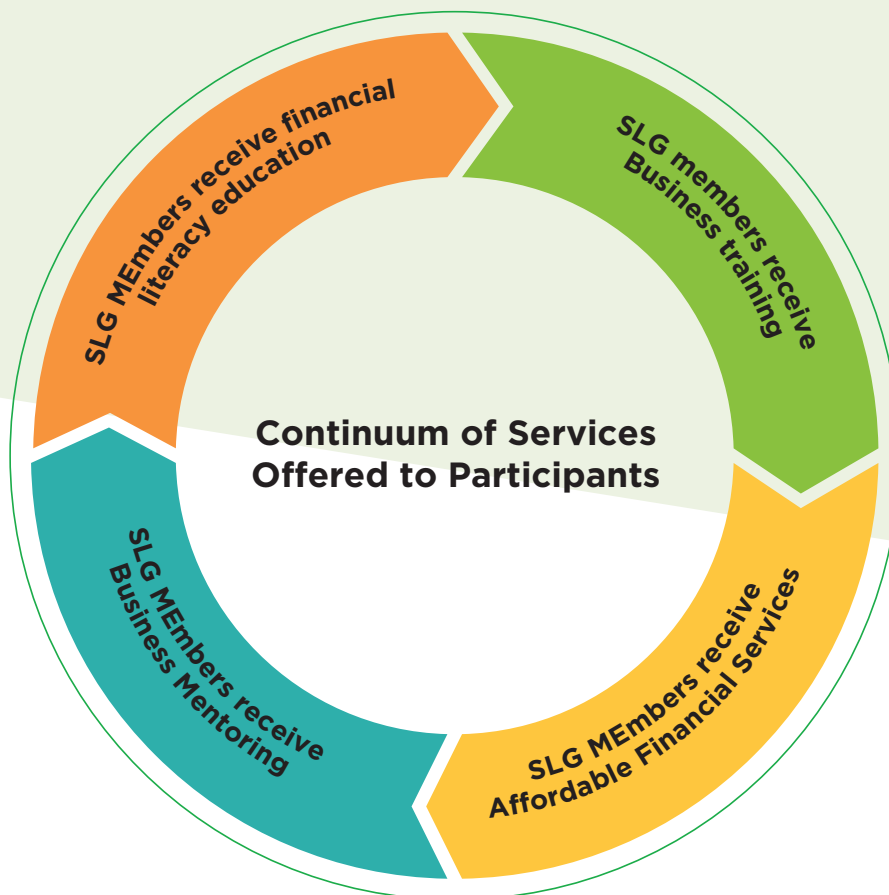 SLG MEmbers receive financial
literacy education
SLG members receive
Business training
Continuum of Services
Offered to Participants
SLG MEmbers receive
Business Mentoring
SLG MEmbers receive
Affordable Financial Services